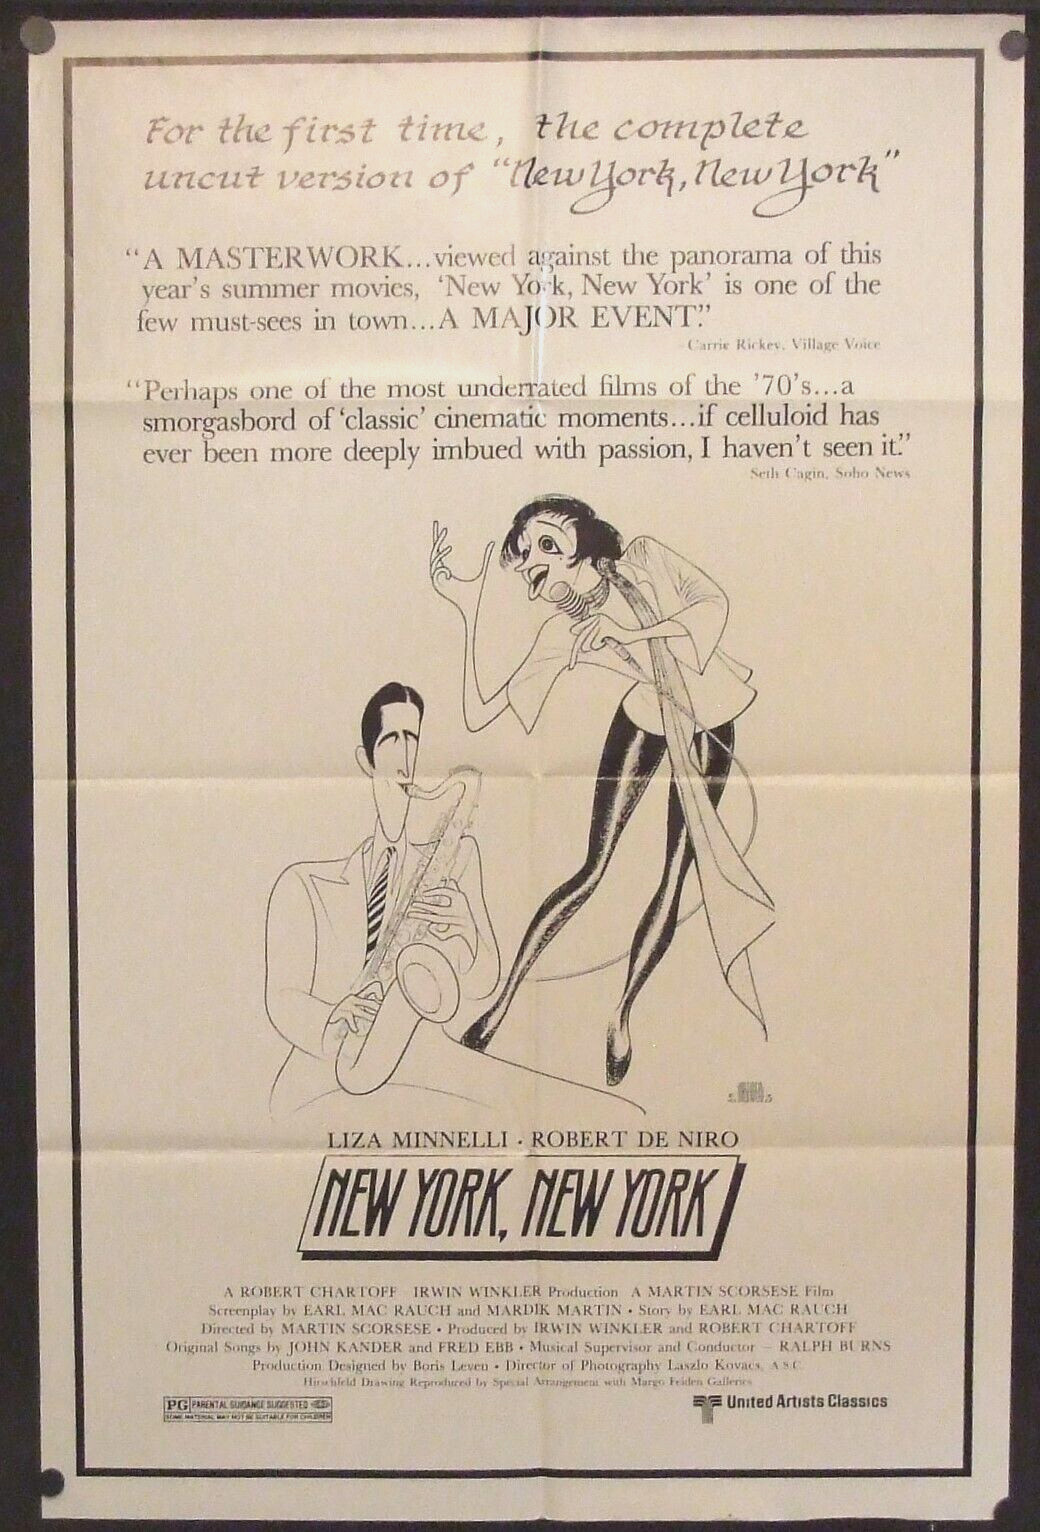 For the first time, the complete
uncut version of "New York, New York"
"A MASTERWORK...viewed against the panorama of this
year's summer movies, 'New York, New York' is one of the
few must-sees in town...A MAJOR EVENT."
Carrie Rickey, Village Voice
"Perhaps one of the most underrated films of the '70's...a
smorgasbord of 'classic' cinematic moments...if celluloid has
ever been more deeply imbued with passion, I haven't seen it."
Seth Cagin, Soho News
LIZA MINNELLI · ROBERT DE NIRO
NEW YORK, NEW YORK
A ROBERT CHARTOFF IRWIN WINKLER Production A MARTIN SCORSESE Film
Screenplay by EARL MAC RAUCH and MARDIK MARTIN • Story by EARL MAC RAUCH
Directed by MARTIN SCORSESE • Produced by IRWIN WINKLER and ROBERT CHARTOFF
Original Songs by JOHN KANDER and FRED EBB • Musical Supervisor and Conductor – RALPH BURNS
Production Designed by Boris Leven • Director of Photography Laszlo Kovacs, A.S.C.
Hirschfeld Drawing Reproduced by Special Arrangement with Margo Feiden Galleries
PG PARENTAL GUIDANCE SUGGESTED
SOME MATERIAL MAY NOT BE SUITABLE FOR CHILDREN
United Artists Classics